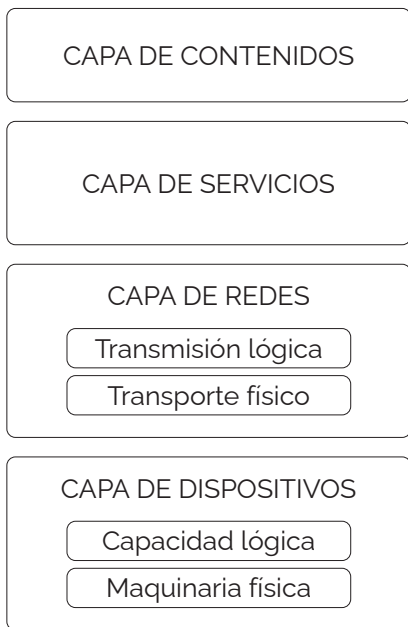 CAPA DE CONTENIDOS
CAPA DE SERVICIOS
CAPA DE REDES
Transmisión lógica
Transporte físico
CAPA DE DISPOSITIVOS
Capacidad lógica
Maquinaria física